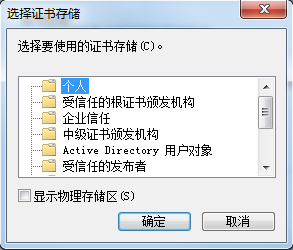 选择证书存储
选择要使用的证书存储(C)。
个人
受信任的根证书颁发机构
企业信任
中级证书颁发机构
Active Directory 用户对象
受信任的发布者
显示物理存储区(S)
确定
取消